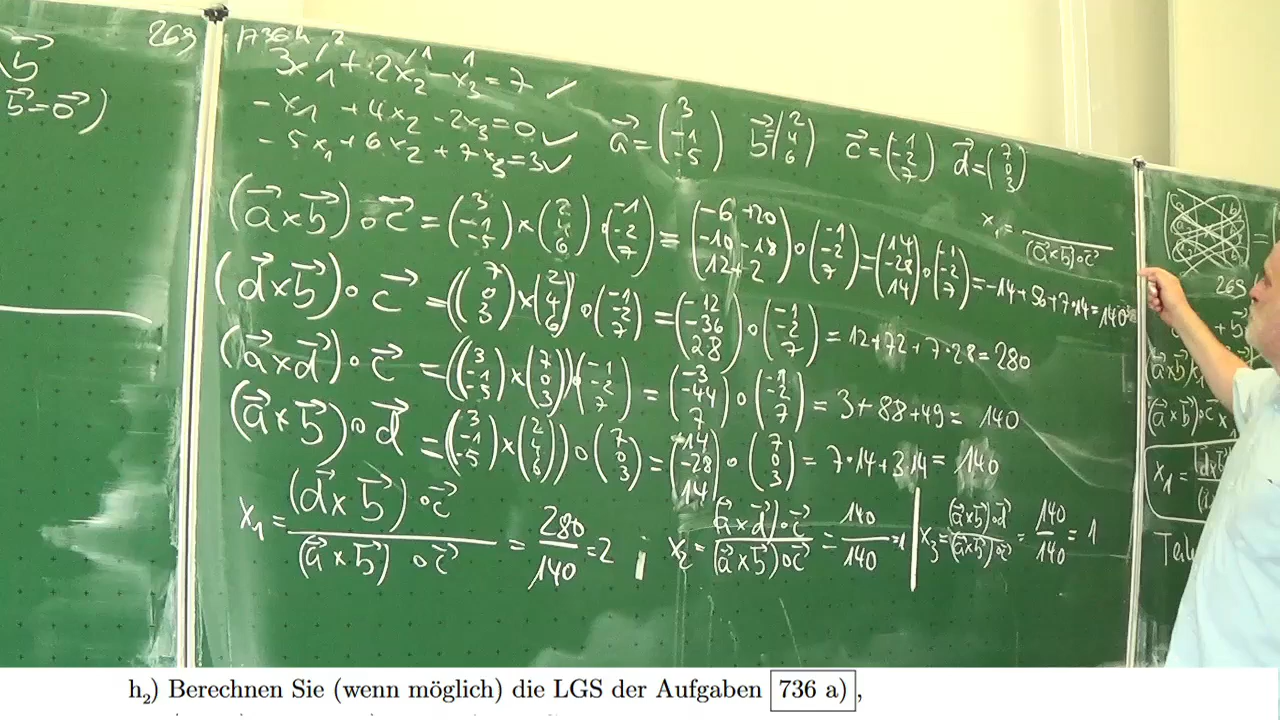 269
1736h
3x₁ + 2x₂ - x₃ = 7 ✓
-x₁ + 4x₂ - 2x₃ = 0 ✓
-5x₁ + 6x₂ + 7x₃ = 3 ✓
a⃗ = (3 -1 -5) b⃗ = (2 4 6) c⃗ = (-1 -2 7) d⃗ = (7 0 3)
x₁ = / (a⃗×b⃗)∘c⃗
(a⃗×b⃗)∘c⃗ = (3 -1 -5) × (2 4 6) ∘ (-1 -2 7) = (-6+20 -10-18 12+2) ∘ (-1 -2 7) = (14 -28 14) ∘ (-1 -2 7) = -14+56+7·14 = 140
(d⃗×b⃗)∘c⃗ = ((7 0 3) × (2 4 6)) ∘ (-1 -2 7) = (-12 -36 28) ∘ (-1 -2 7) = 12+72+7·28 = 280
(a⃗×d⃗)∘c⃗ = ((3 -1 -5) × (7 0 3)) ∘ (-1 -2 7) = (-3 -44 7) ∘ (-1 -2 7) = 3+88+49 = 140
(a⃗×b⃗)∘d⃗ = ((3 -1 -5) × (2 4 6)) ∘ (7 0 3) = (14 -28 14) ∘ (7 0 3) = 7·14+3·14 = 140
x₁ = (d⃗×b⃗)∘c⃗ / (a⃗×b⃗)∘c⃗ = 280/140 = 2 ; x₂ = (a⃗×d⃗)∘c⃗ / (a⃗×b⃗)∘c⃗ = 140/140 = 1 | x₃ = (a⃗×b⃗)∘d⃗ / (a⃗×b⃗)∘c⃗ = 140/140 = 1
269
h₂) Berechnen Sie (wenn möglich) die LGS der Aufgaben 736 a) ,